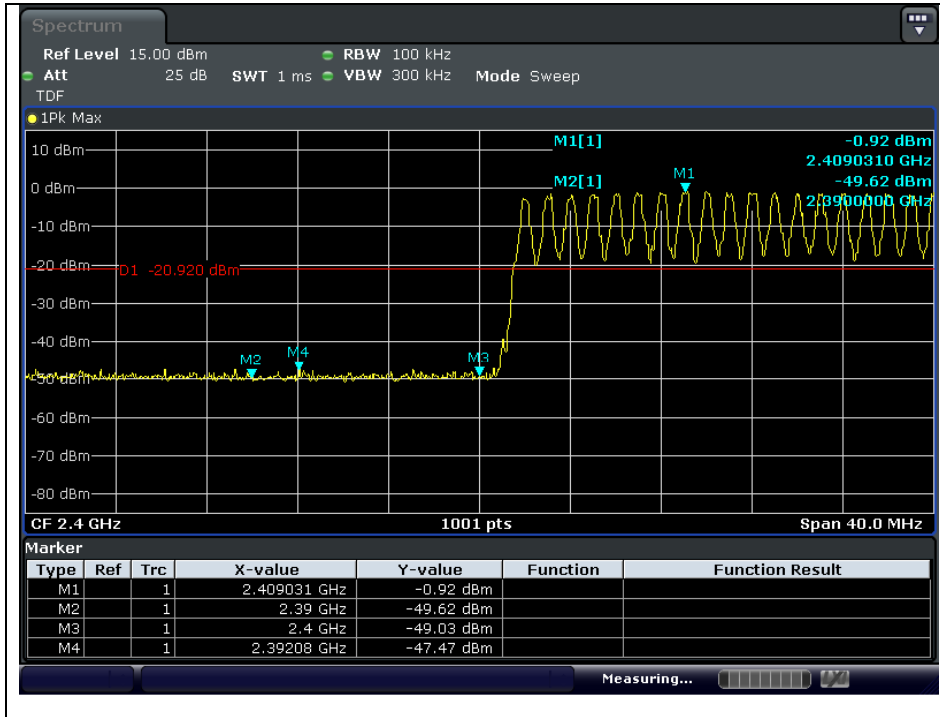 Spectrum
Ref Level 15.00 dBm RBW 100 kHz
Att 25 dB SWT 1 ms VBW 300 kHz Mode Sweep
TDF
1Pk Max
M1[1] -0.92 dBm
2.4090310 GHz
M2[1] -49.62 dBm
2.3900000 GHz
10 dBm
0 dBm
-10 dBm
-20 dBm
D1 -20.920 dBm
-30 dBm
-40 dBm
-50 dBm
-60 dBm
-70 dBm
-80 dBm
M1
M2
M4
M3
CF 2.4 GHz 1001 pts Span 40.0 MHz
Marker
Type Ref Trc X-value Y-value Function Function Result
M1 1 2.409031 GHz -0.92 dBm
M2 1 2.39 GHz -49.62 dBm
M3 1 2.4 GHz -49.03 dBm
M4 1 2.39208 GHz -47.47 dBm
Measuring...